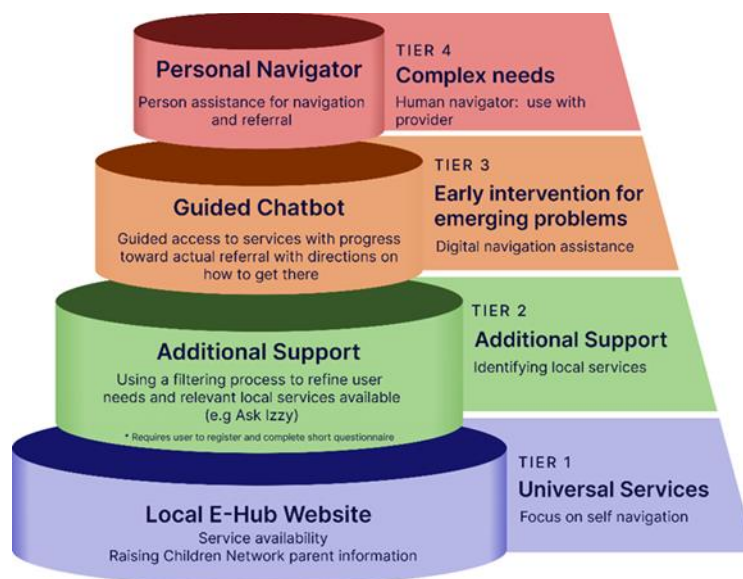 Personal Navigator
Person assistance for navigation
and referral
TIER 4
Complex needs
Human navigator:  use with
provider
Guided Chatbot
Guided access to services with progress
toward actual referral with directions on
how to get there
TIER 3
Early intervention for
emerging problems
Digital navigation assistance
Additional Support
Using a filtering process to refine user
needs and relevant local services available
(e.g Ask Izzy)
* Requires user to register and complete short questionnaire
TIER 2
Additional Support
Identifying local services
Local E-Hub Website
Service availability
Raising Children Network parent information
TIER 1
Universal Services
Focus on self navigation